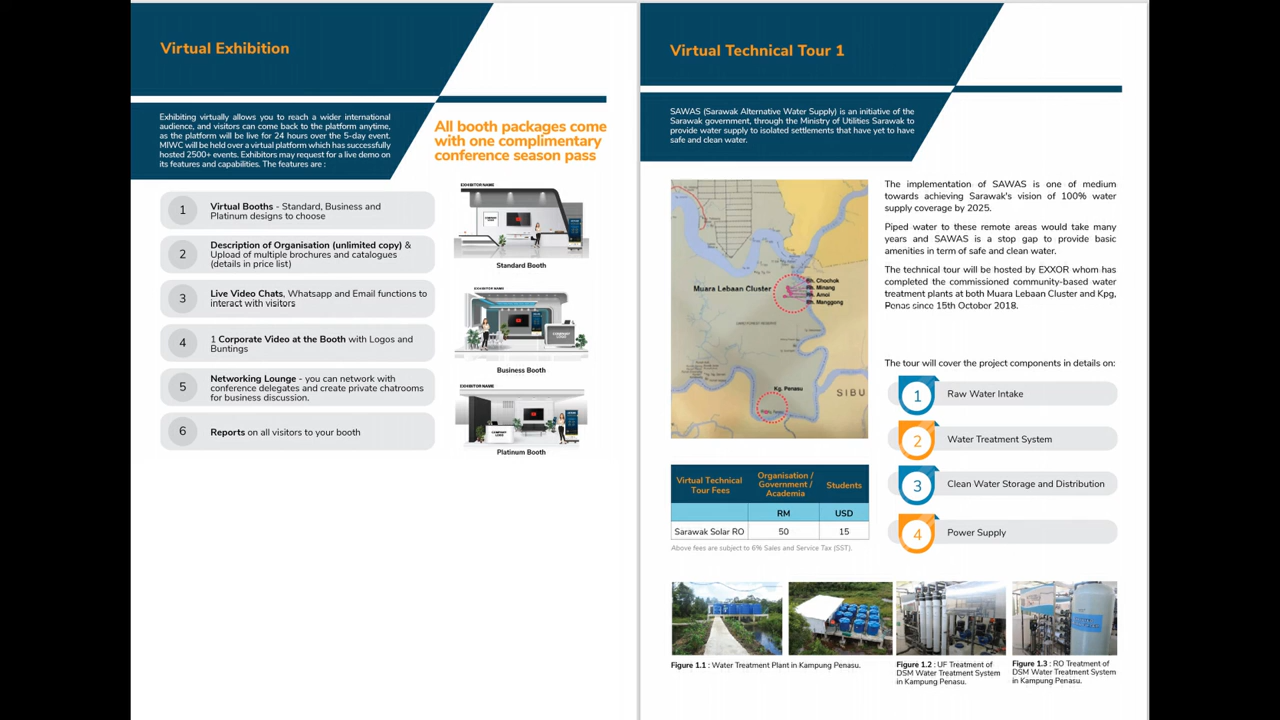 Virtual Exhibition
Exhibiting virtually allows you to reach a wider international
audience, and visitors can come back to the platform anytime,
as the platform will be live for 24 hours over the 5-day event.
MIWC will be held over a virtual platform which has successfully
hosted 2500+ events. Exhibitors may request for a live demo on
its features and capabilities. The features are :
All booth packages come
with one complimentary
conference season pass
1
Virtual Booths - Standard, Business and
Platinum designs to choose
2
Description of Organisation (unlimited copy) &
Upload of multiple brochures and catalogues
(details in price list)
3
Live Video Chats, Whatsapp and Email functions to
interact with visitors
4
1 Corporate Video at the Booth with Logos and
Buntings
5
Networking Lounge - you can network with
conference delegates and create private chatrooms
for business discussion.
6
Reports on all visitors to your booth
EXHIBITOR NAME
Standard Booth
EXHIBITOR NAME
Business Booth
EXHIBITOR NAME
COMPANY
LOGO
Platinum Booth
Virtual Technical Tour 1
SAWAS (Sarawak Alternative Water Supply) is an initiative of the
Sarawak government, through the Ministry of Utilities Sarawak to
provide water supply to isolated settlements that have yet to have
safe and clean water.
Muara Lebaan Cluster
Rh. Chochok
Rh. Minang
Rh. Amoi
Rh. Manggong
Kg. Penasu
SIBU
The implementation of SAWAS is one of medium
towards achieving Sarawak's vision of 100% water
supply coverage by 2025.
Piped water to these remote areas would take many
years and SAWAS is a stop gap to provide basic
amenities in term of safe and clean water.
The technical tour will be hosted by EXXOR whom has
completed the commissioned community-based water
treatment plants at both Muara Lebaan Cluster and Kpg,
Penas since 15th October 2018.
The tour will cover the project components in details on:
1
Raw Water Intake
2
Water Treatment System
3
Clean Water Storage and Distribution
4
Power Supply
Virtual Technical
Tour Fees
Organisation /
Government /
Academia
Students
RM
USD
Sarawak Solar RO
50
15
Above fees are subject to 6% Sales and Service Tax (SST).
Figure 1.1 : Water Treatment Plant in Kampung Penasu.
Figure 1.2 : UF Treatment of
DSM Water Treatment System
in Kampung Penasu.
Figure 1.3 : RO Treatment of
DSM Water Treatment System
in Kampung Penasu.